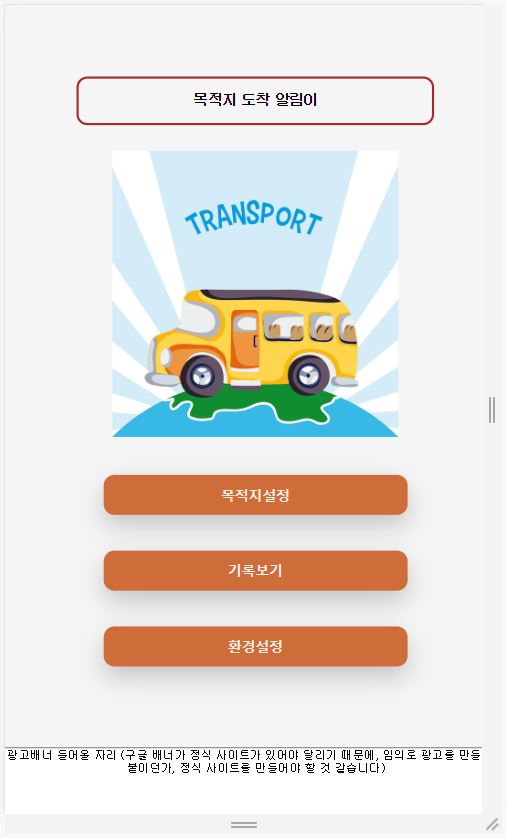 목적지 도착 알림이
TRANSPORT
목적지설정
기록보기
환경설정
광고배너 들어올 자리 (구글 배너가 정식 사이트가 있어야 달리기 때문에, 임의로 광고를 만들
붙이던가, 정식 사이트를 만들어야 할 것 같습니다)